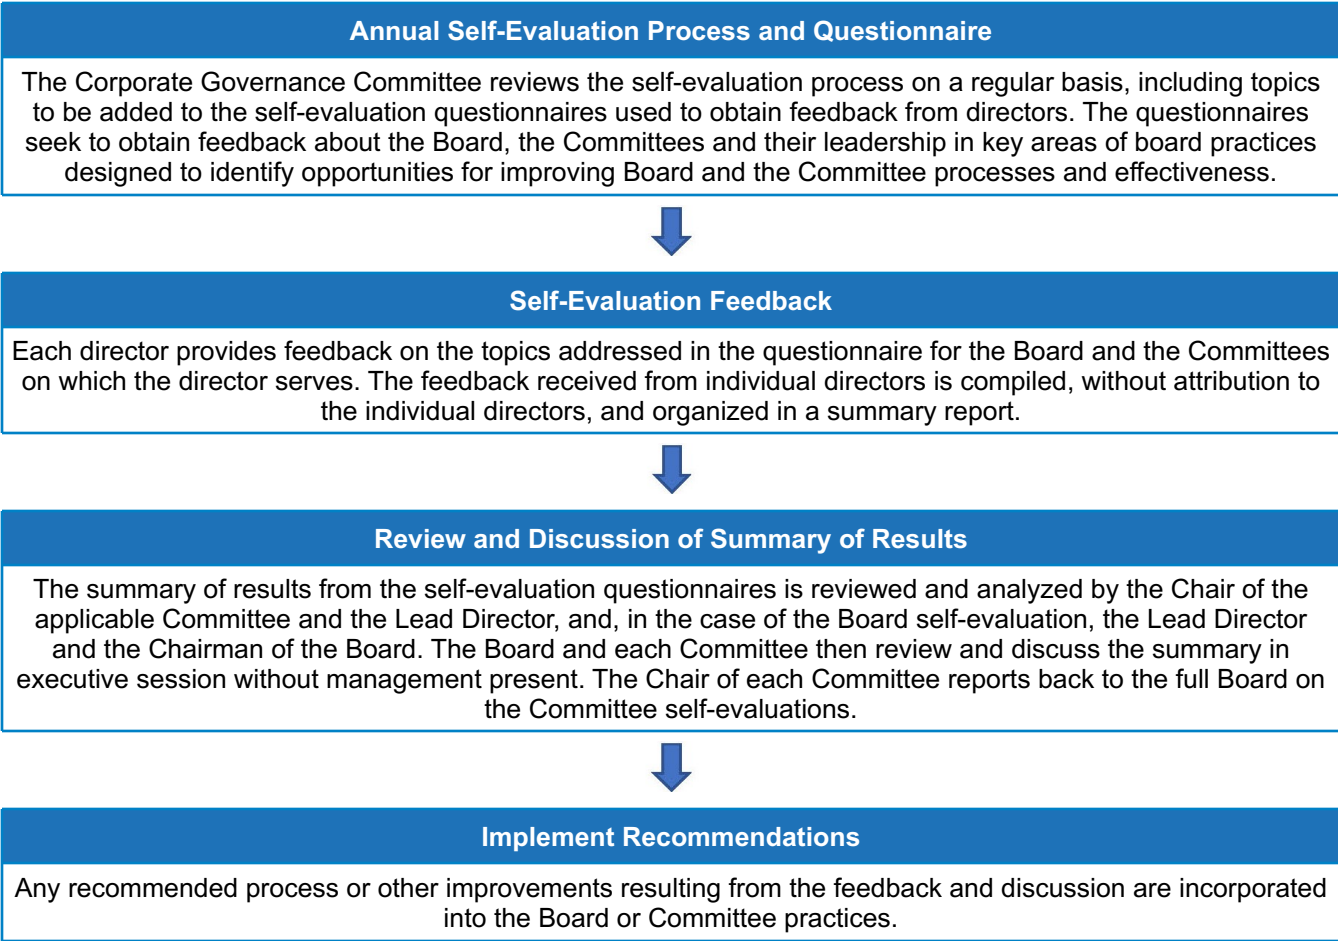 Annual Self-Evaluation Process and Questionnaire
The Corporate Governance Committee reviews the self-evaluation process on a regular basis, including topics
to be added to the self-evaluation questionnaires used to obtain feedback from directors. The questionnaires
seek to obtain feedback about the Board, the Committees and their leadership in key areas of board practices
designed to identify opportunities for improving Board and the Committee processes and effectiveness.
Self-Evaluation Feedback
Each director provides feedback on the topics addressed in the questionnaire for the Board and the Committees
on which the director serves. The feedback received from individual directors is compiled, without attribution to
the individual directors, and organized in a summary report.
Review and Discussion of Summary of Results
The summary of results from the self-evaluation questionnaires is reviewed and analyzed by the Chair of the
applicable Committee and the Lead Director, and, in the case of the Board self-evaluation, the Lead Director
and the Chairman of the Board. The Board and each Committee then review and discuss the summary in
executive session without management present. The Chair of each Committee reports back to the full Board on
the Committee self-evaluations.
Implement Recommendations
Any recommended process or other improvements resulting from the feedback and discussion are incorporated
into the Board or Committee practices.